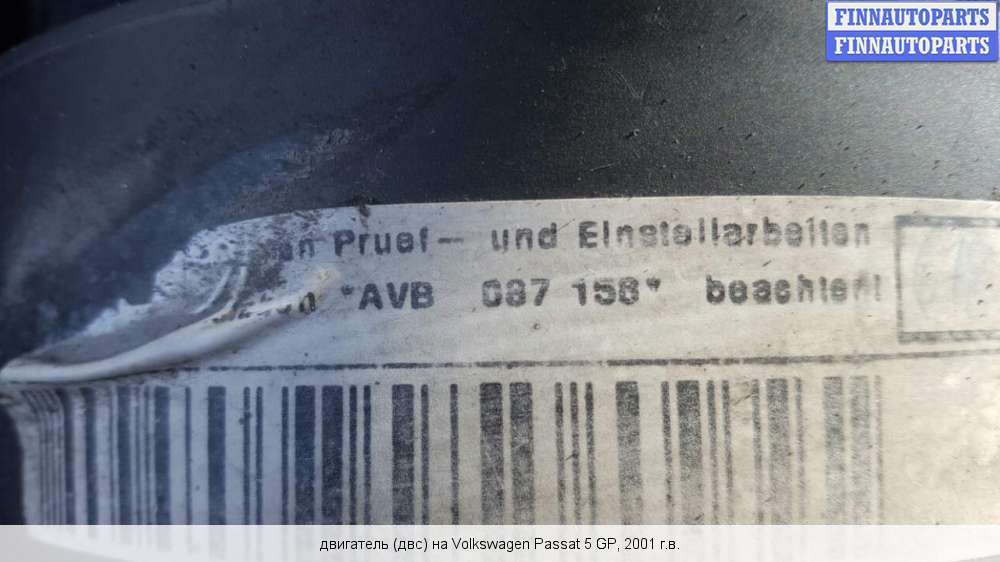 FINNAUTOPARTS
FINNAUTOPARTS
Pruef- und Einstellarbeiten
"AVB 087 158" beachten!
двигатель (двс) на Volkswagen Passat 5 GP, 2001 г.в.